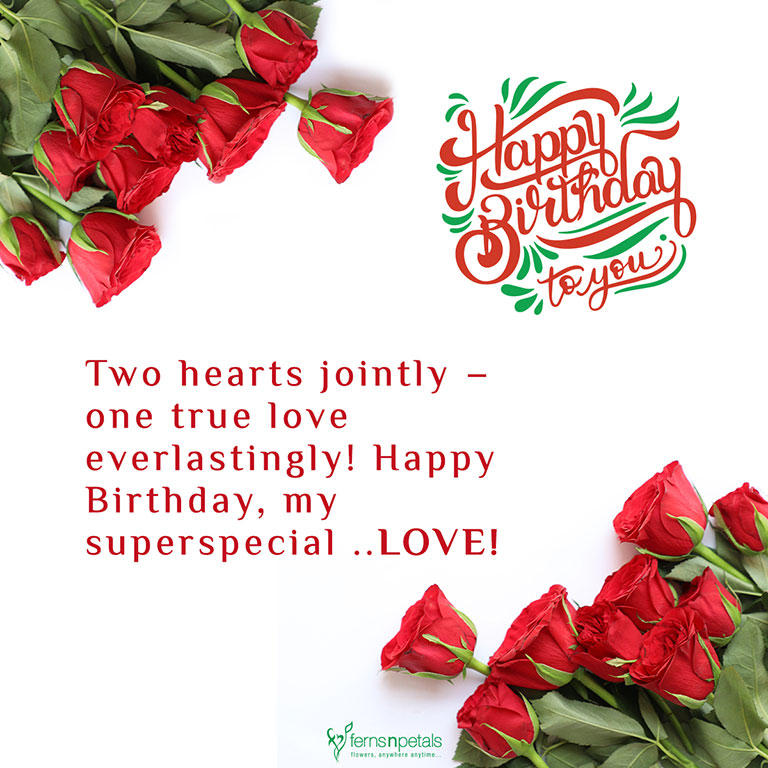 Happy
Birthday
to you
Two hearts jointly –
one true love
everlastingly! Happy
Birthday, my
superspecial ..LOVE!
fernsnpetals
flowers, anywhere anytime...